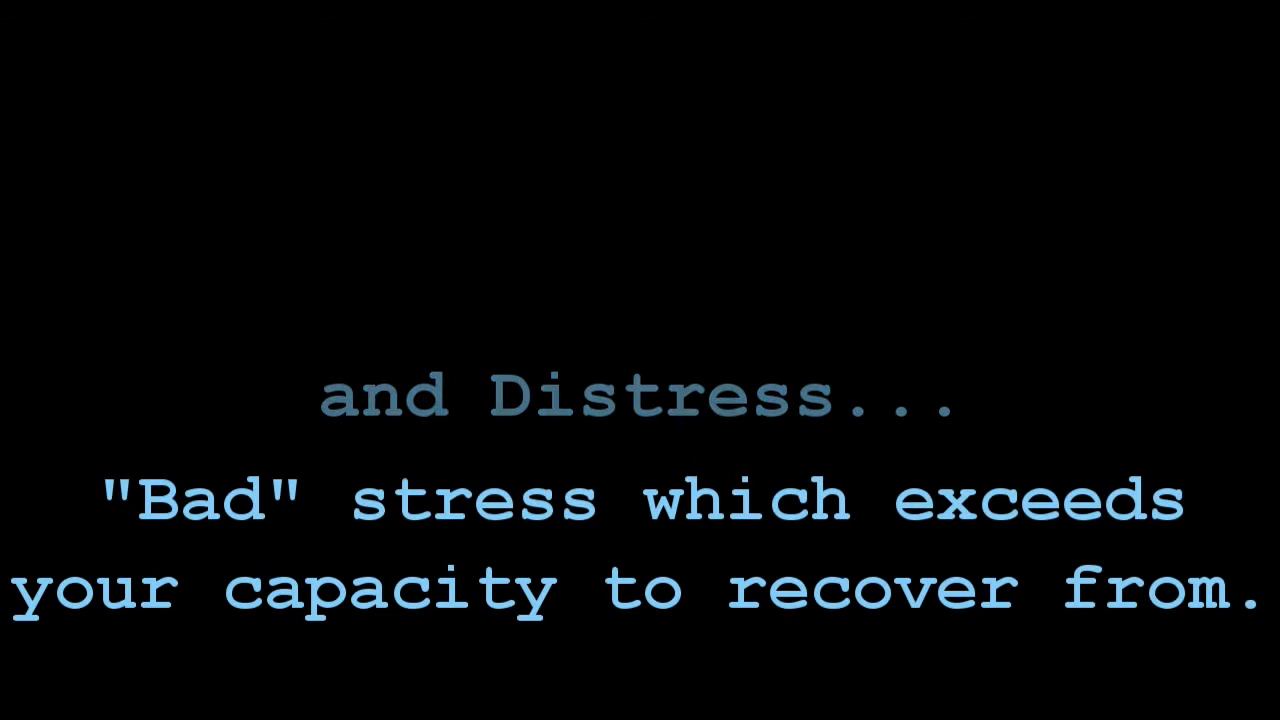 and Distress...
"Bad" stress which exceeds
your capacity to recover from.